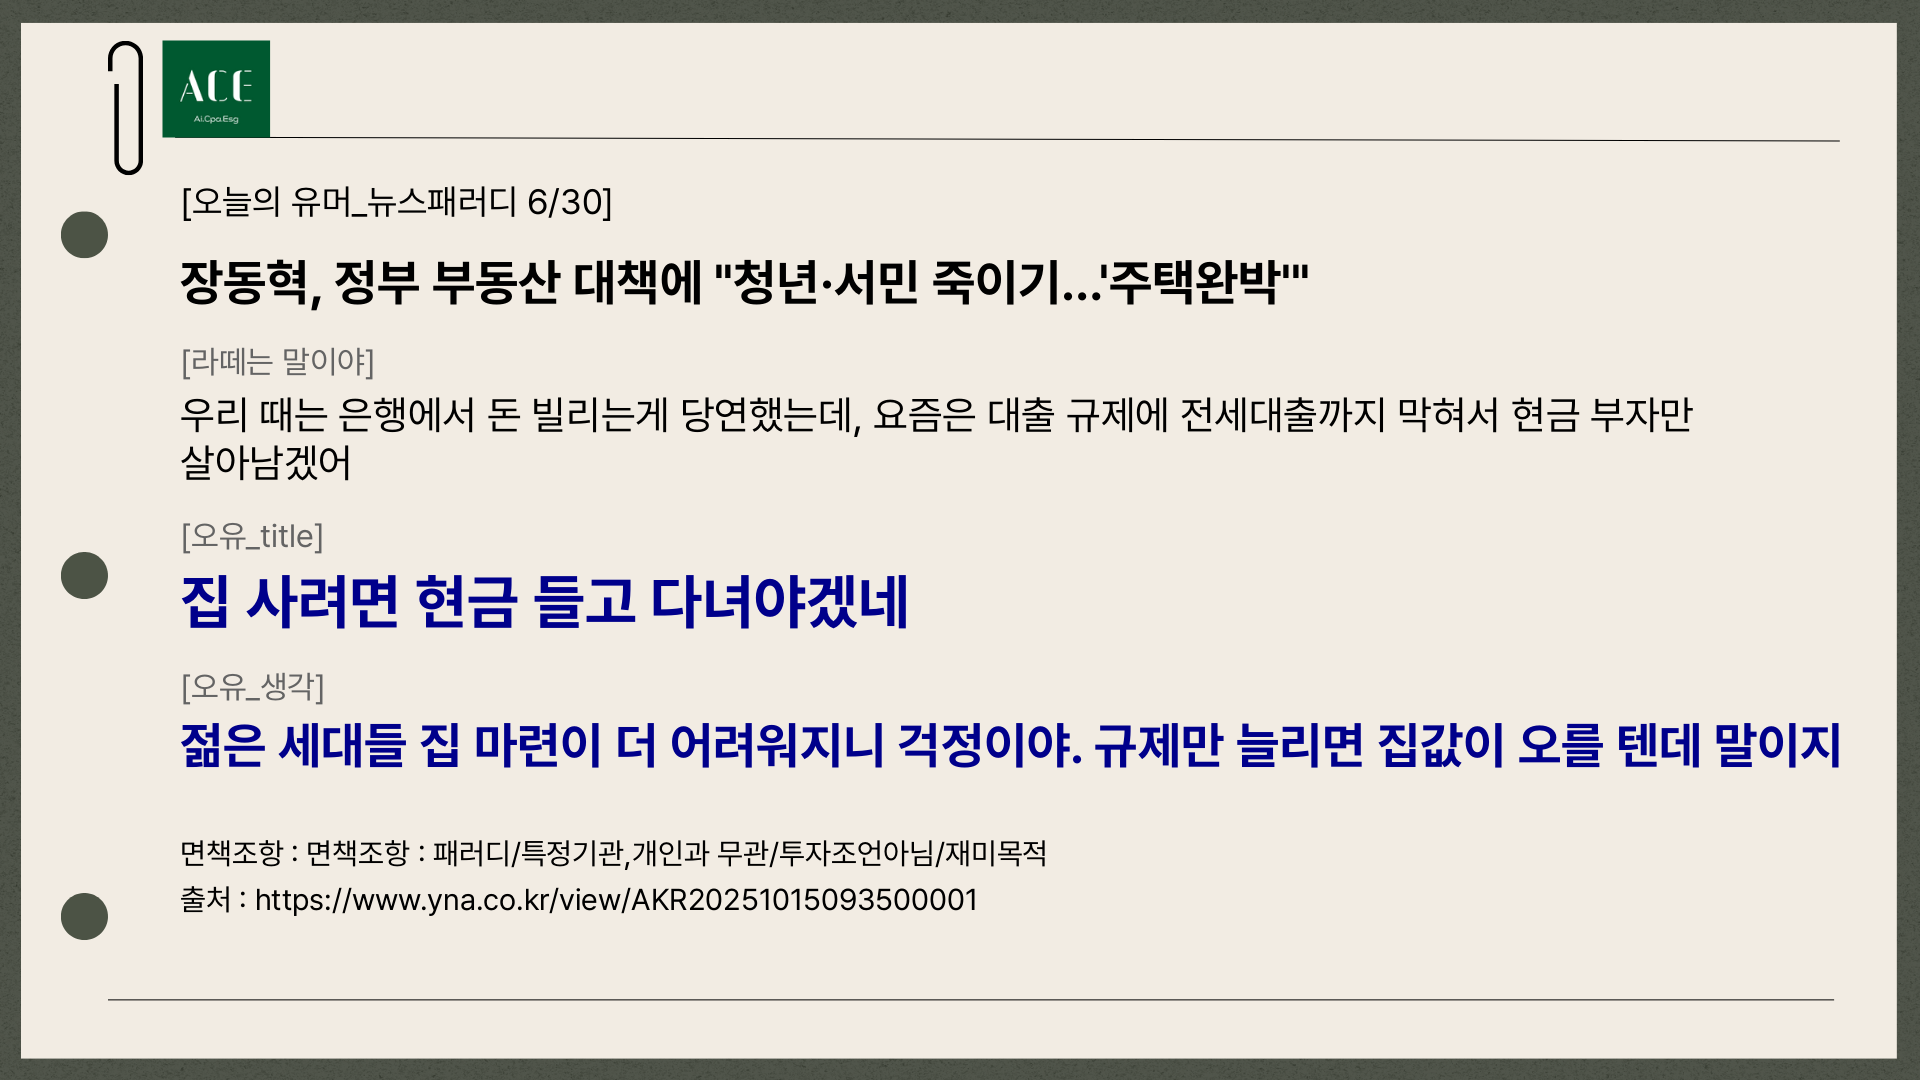 ACE
Ai.Cpa.Esg
[오늘의 유머_뉴스패러디 6/30]
장동혁, 정부 부동산 대책에 "청년·서민 죽이기…'주택완박'"
[라떼는 말이야]
우리 때는 은행에서 돈 빌리는게 당연했는데, 요즘은 대출 규제에 전세대출까지 막혀서 현금 부자만
살아남겠어
[오유_title]
집 사려면 현금 들고 다녀야겠네
[오유_생각]
젊은 세대들 집 마련이 더 어려워지니 걱정이야. 규제만 늘리면 집값이 오를 텐데 말이지
면책조항 : 면책조항 : 패러디/특정기관,개인과 무관/투자조언아님/재미목적
출처 : https://www.yna.co.kr/view/AKR20251015093500001